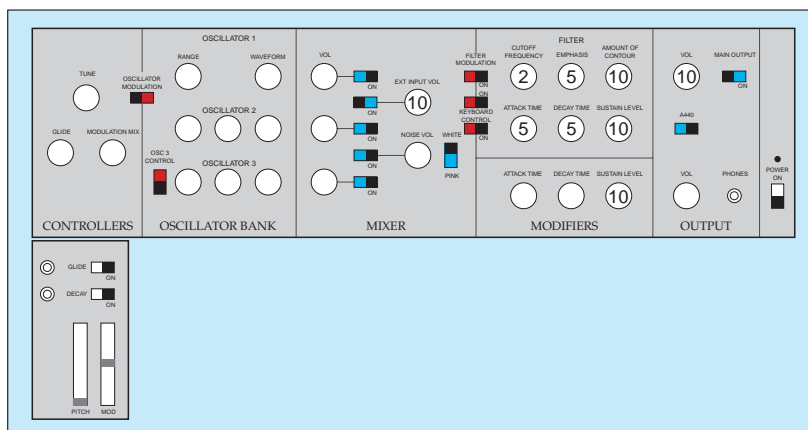 OSCILLATOR 1
FILTER
RANGE
WAVEFORM
VOL
FILTER MODULATION
CUTOFF FREQUENCY
EMPHASIS
AMOUNT OF CONTOUR
VOL
MAIN OUTPUT
TUNE
OSCILLATOR MODULATION
ON
EXT INPUT VOL
ON
2
5
10
10
ON
10
ON
KEYBOARD CONTROL
ATTACK TIME
DECAY TIME
SUSTAIN LEVEL
OSCILLATOR 2
ON
ON
5
5
10
A440
GLIDE
MODULATION MIX
NOISE VOL
WHITE
OSC 3 CONTROL
OSCILLATOR 3
ON
PINK
ATTACK TIME
DECAY TIME
SUSTAIN LEVEL
VOL
PHONES
POWER
ON
ON
10
CONTROLLERS
OSCILLATOR BANK
MIXER
MODIFIERS
OUTPUT
GLIDE
ON
DECAY
ON
PITCH
MOD